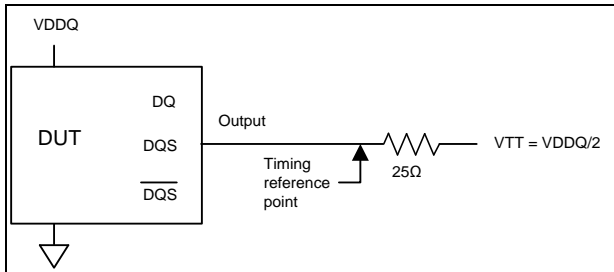 VDDQ
DQ
DUT
DQS
DQS
Output
Timing
reference
point
25Ω
VTT = VDDQ/2